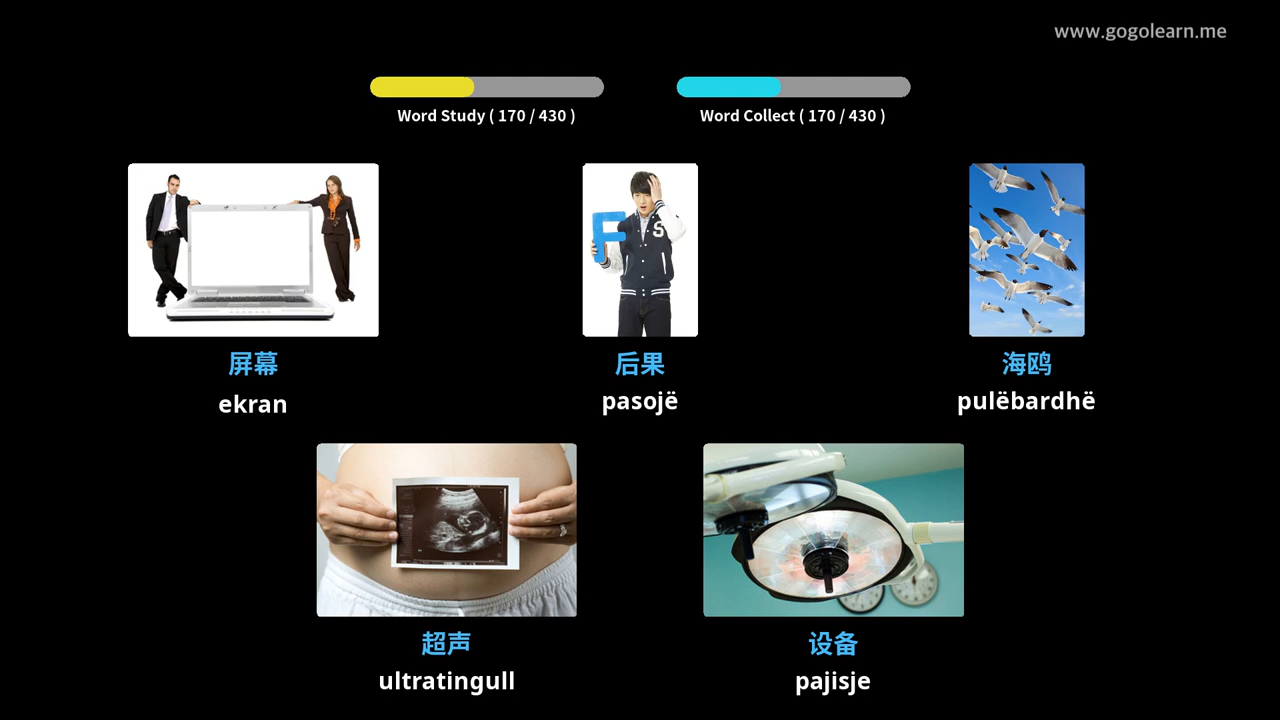 www.gogolearn.me
Word Study ( 170 / 430 )
Word Collect ( 170 / 430 )
F
S
屏幕
后果
海鸥
ekran
pasojë
pulëbardhë
超声
设备
ultratingull
pajisje